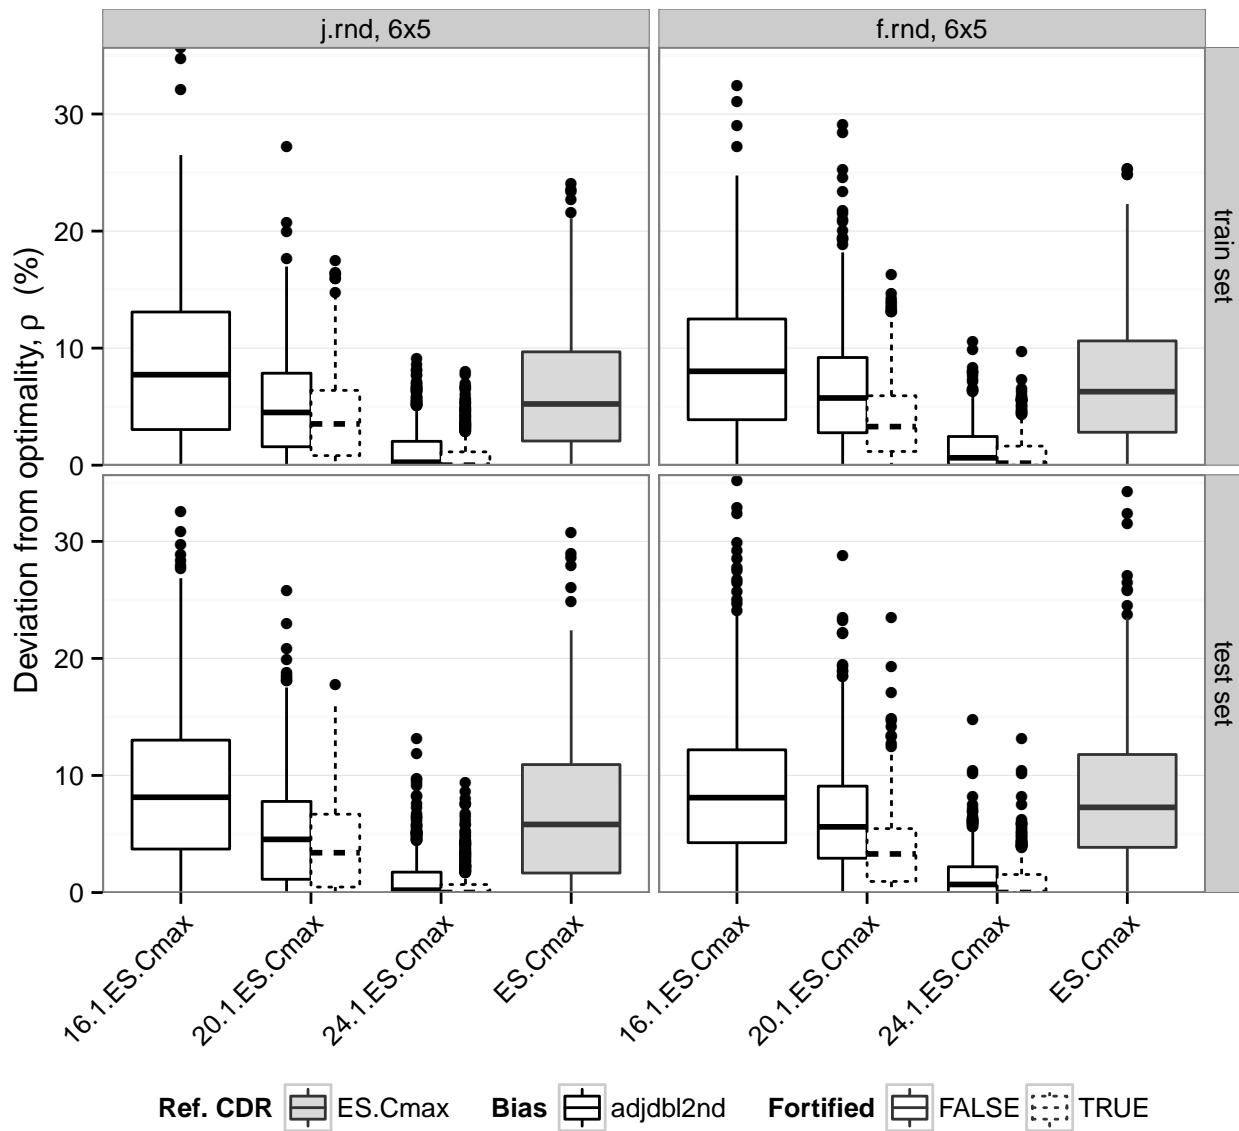 j.rnd, 6x5
f.rnd, 6x5
Deviation from optimality, ρ (%)
30
20
10
0
train set
30
20
10
0
test set
16.1.ES.Cmax
20.1.ES.Cmax
24.1.ES.Cmax
ES.Cmax
16.1.ES.Cmax
20.1.ES.Cmax
24.1.ES.Cmax
ES.Cmax
Ref. CDR ES.Cmax Bias adjdbl2nd Fortified FALSE TRUE